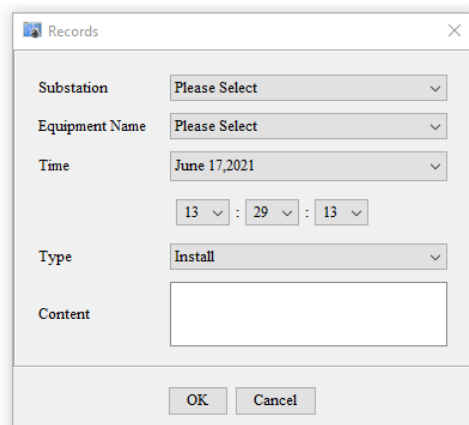 Records
Substation Please Select
Equipment Name Please Select
Time June 17,2021
13 : 29 : 13
Type Install
Content
OK Cancel